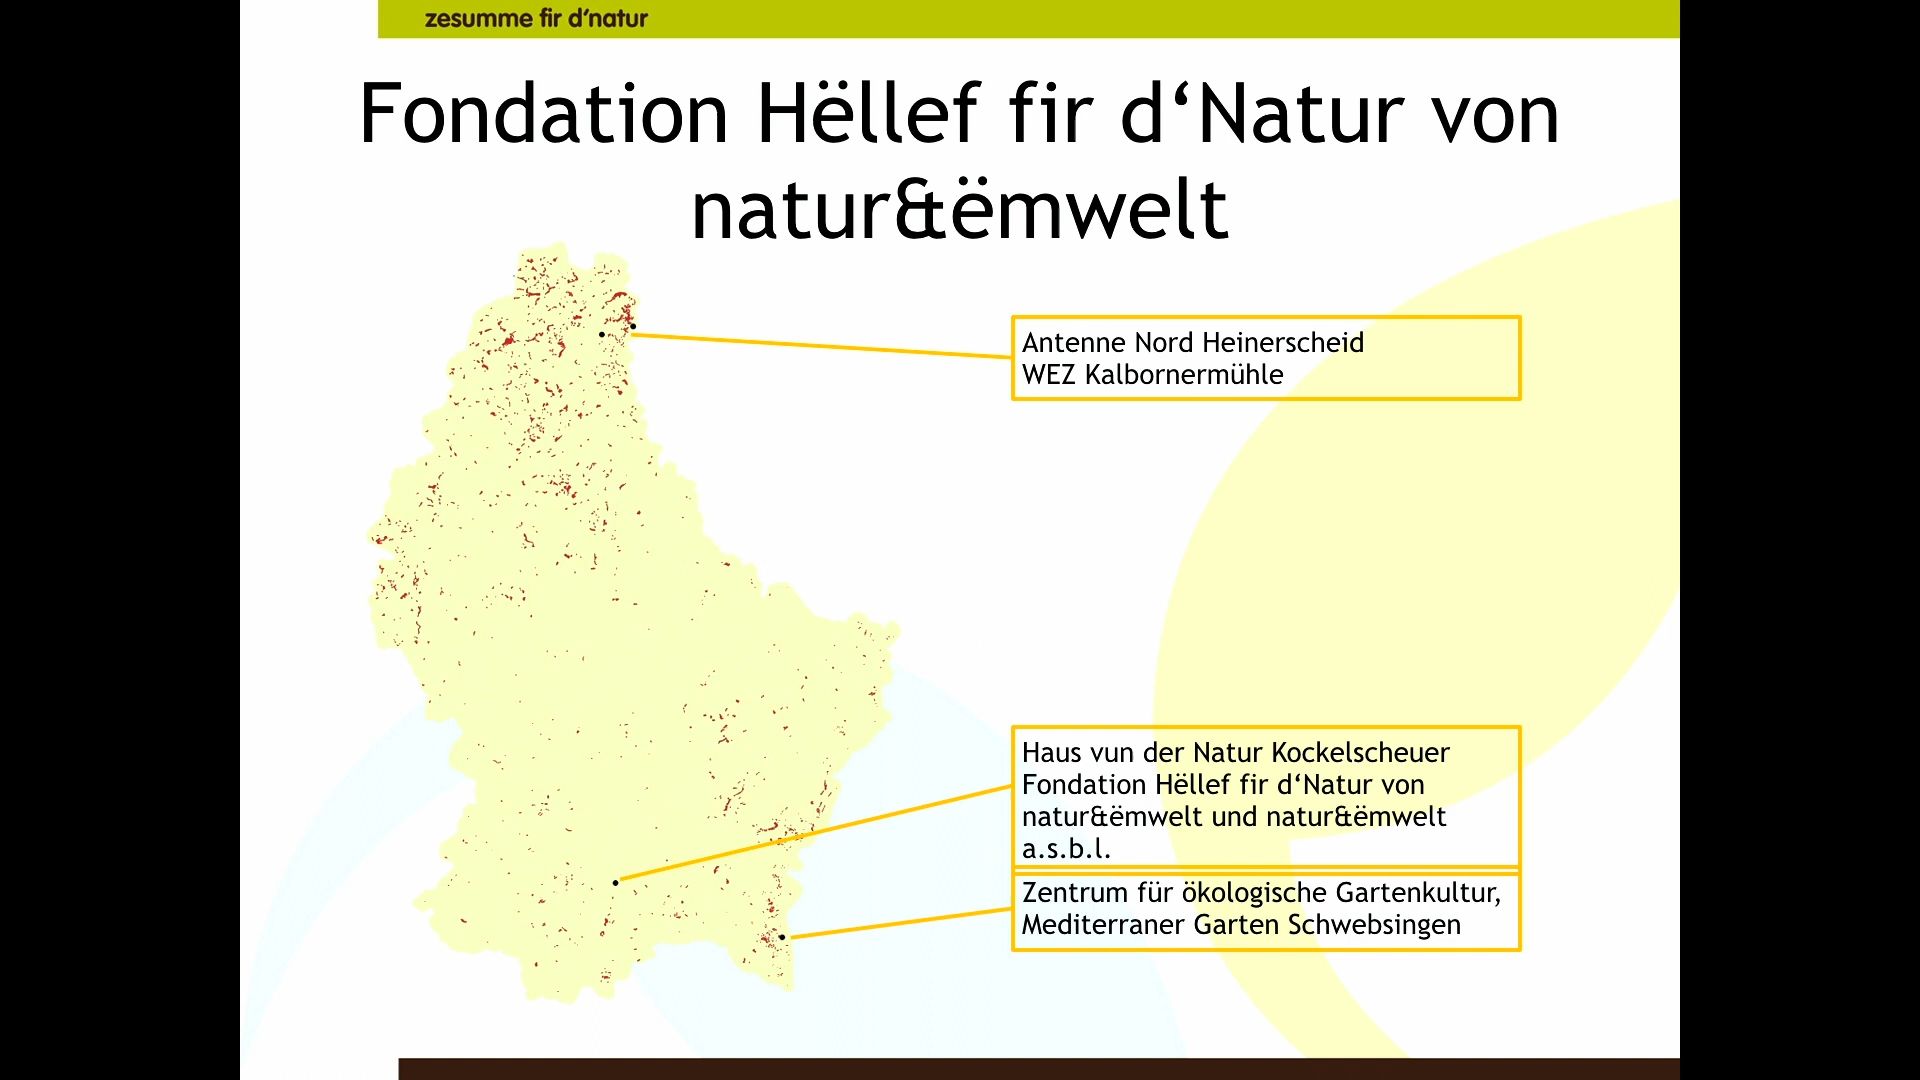 zesumme fir d'natur
Fondation Hëllef fir d‘Natur von
natur&ëmwelt
Antenne Nord Heinerscheid
WEZ Kalbornermühle
Haus vun der Natur Kockelscheuer
Fondation Hëllef fir d‘Natur von
natur&ëmwelt und natur&ëmwelt
a.s.b.l.
Zentrum für ökologische Gartenkultur,
Mediterraner Garten Schwebsingen